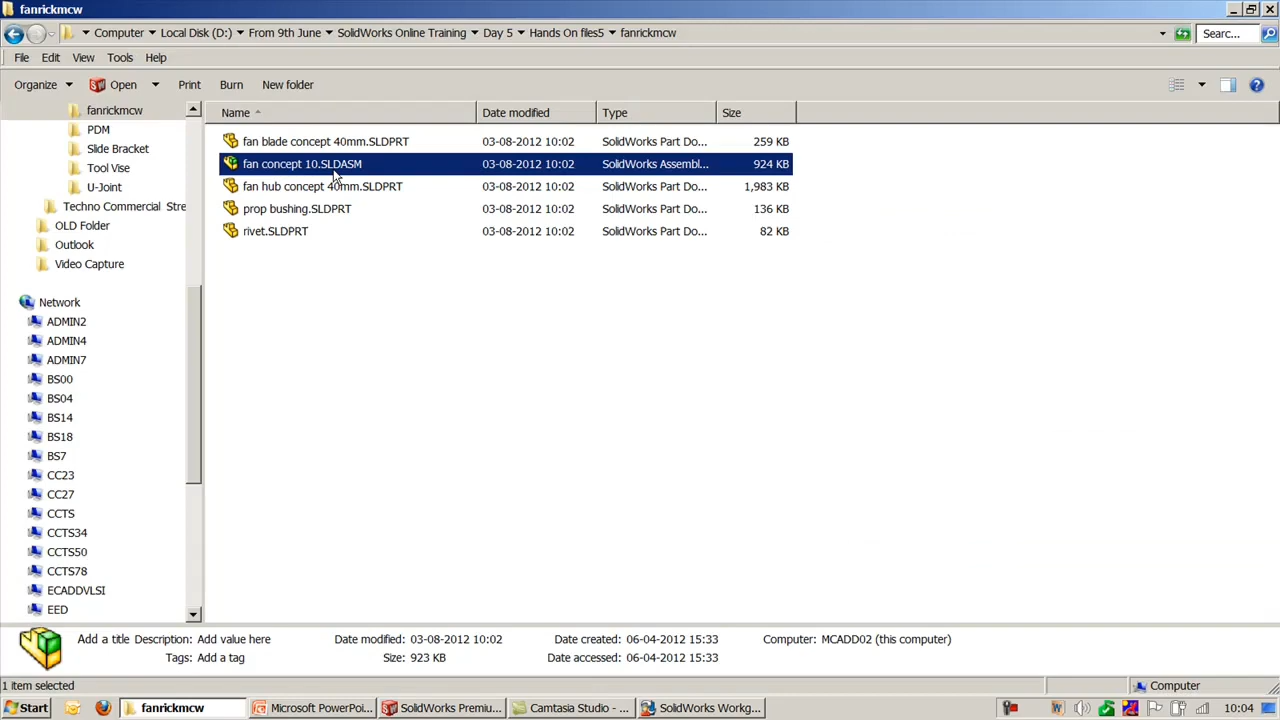 fanrickmcw
Computer Local Disk (D:) From 9th June SolidWorks Online Training Day 5 Hands On files5 fanrickmcw Searc...
File Edit View Tools Help
Organize Open Print Burn New folder
fanrickmcw
PDM
Slide Bracket
Tool Vise
U-Joint
Techno Commercial Stre
OLD Folder
Outlook
Video Capture
Network
ADMIN2
ADMIN4
ADMIN7
BS00
BS04
BS14
BS18
BS7
CC23
CC27
CCTS
CCTS34
CCTS50
CCTS78
ECADDVLSI
EED
Name Date modified Type Size
fan blade concept 40mm.SLDPRT 03-08-2012 10:02 SolidWorks Part Do... 259 KB
fan concept 10.SLDASM 03-08-2012 10:02 SolidWorks Assembl... 924 KB
fan hub concept 40mm.SLDPRT 03-08-2012 10:02 SolidWorks Part Do... 1,983 KB
prop bushing.SLDPRT 03-08-2012 10:02 SolidWorks Part Do... 136 KB
rivet.SLDPRT 03-08-2012 10:02 SolidWorks Part Do... 82 KB
Add a title Description: Add value here Date modified: 03-08-2012 10:02 Date created: 06-04-2012 15:33 Computer: MCADD02 (this computer)
Tags: Add a tag Size: 923 KB Date accessed: 06-04-2012 15:33
1 item selected Computer
Start fanrickmcw Microsoft PowerPoi... SolidWorks Premiu... Camtasia Studio - ... SolidWorks Workg... 10:04